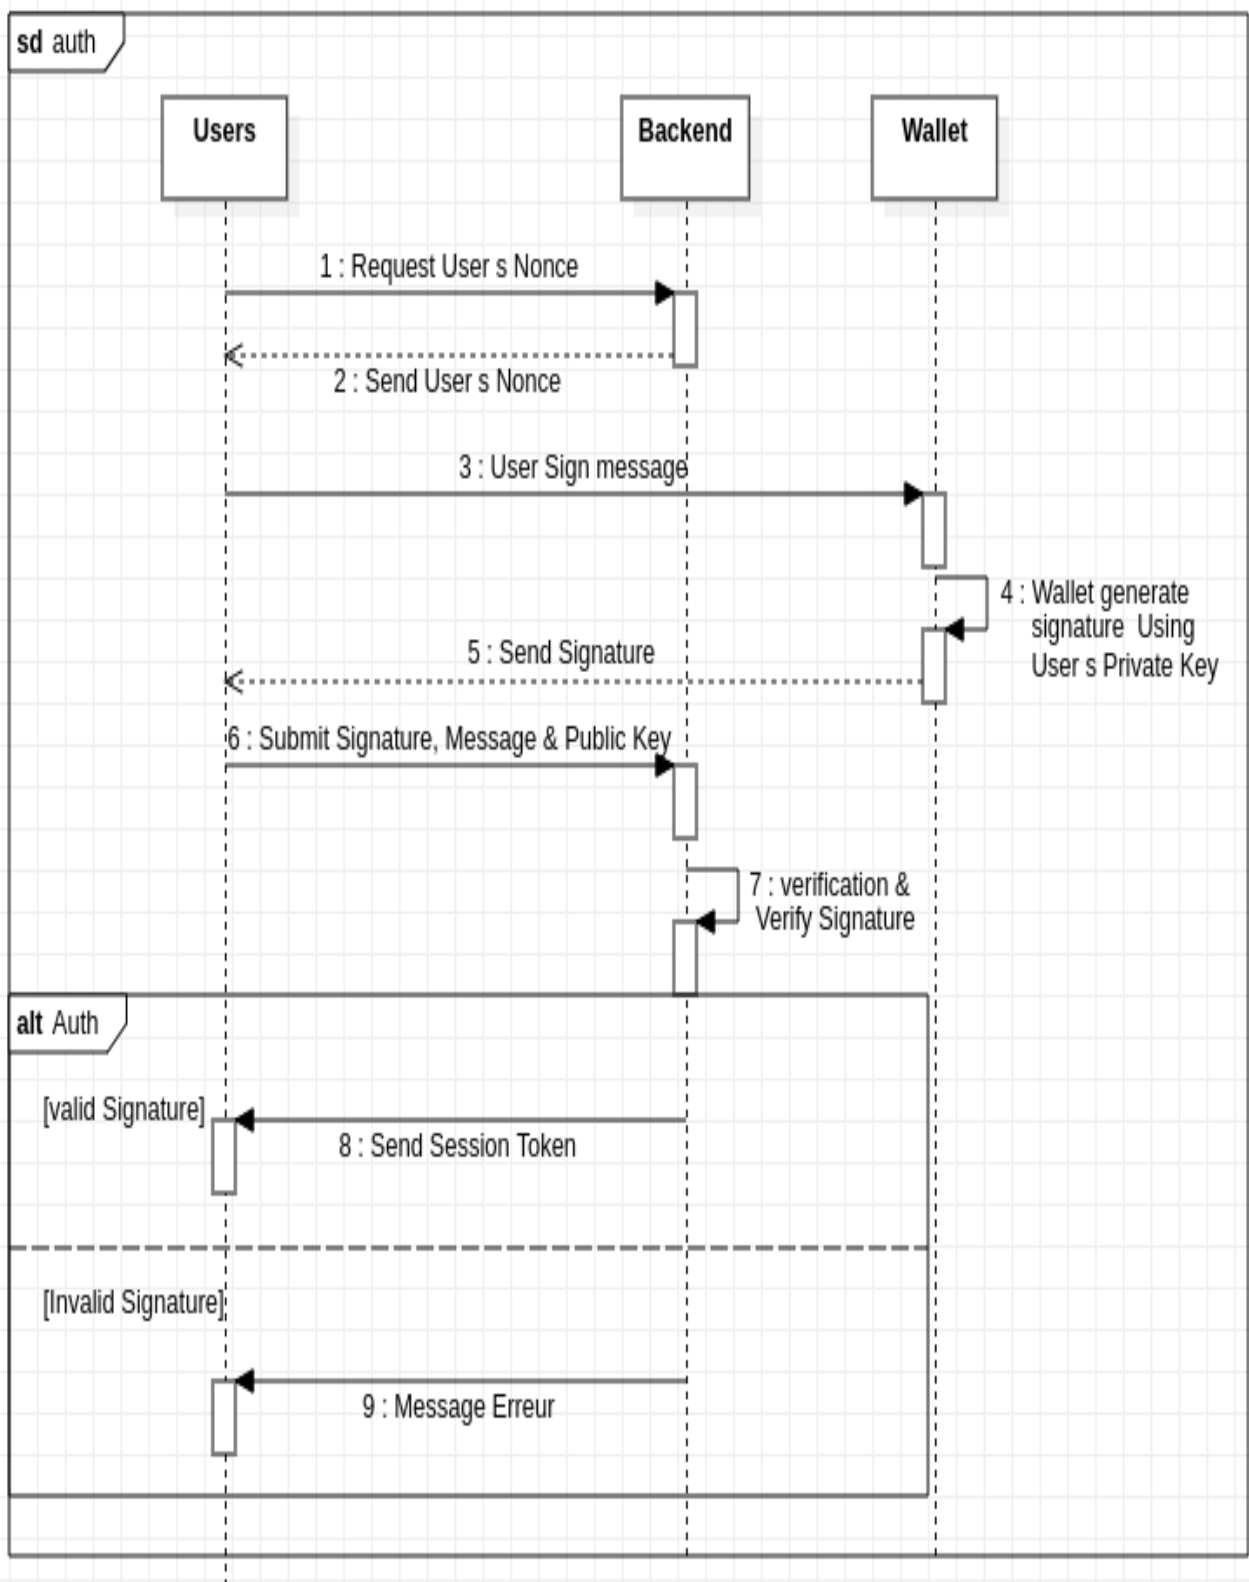 sd auth
Users
Backend
Wallet
1 : Request User s Nonce
2 : Send User s Nonce
3 : User Sign message
4 : Wallet generate
signature Using
User s Private Key
5 : Send Signature
6 : Submit Signature, Message & Public Key
7 : verification &
Verify Signature
alt Auth
[valid Signature]
8 : Send Session Token
[Invalid Signature]
9 : Message Erreur